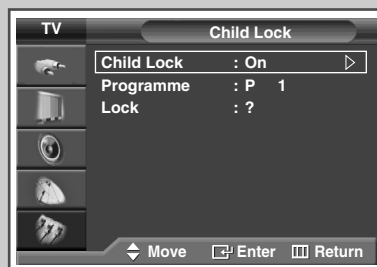 TV
Child Lock
Child Lock : On
Programme : P 1
Lock : ?
Move Enter Return